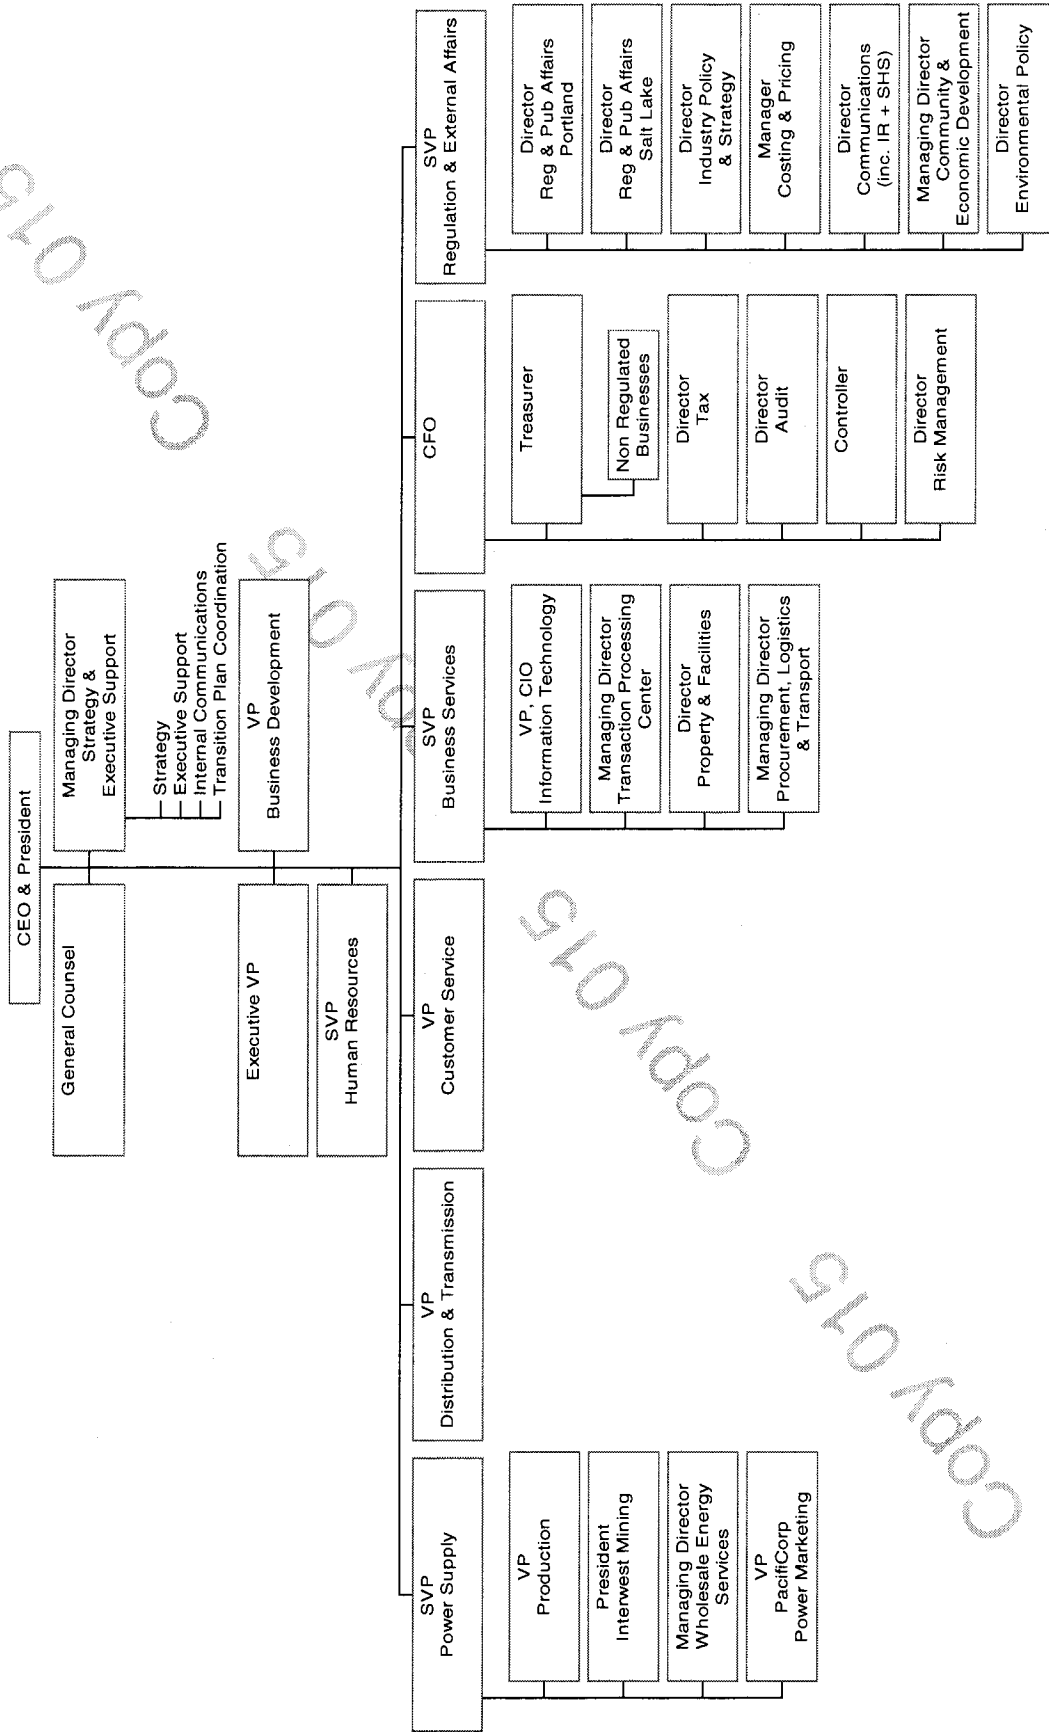 CEO & President
General Counsel
Managing Director
Strategy &
Executive Support
Strategy
Executive Support
Internal Communications
Transition Plan Coordination
Executive VP
VP
Business Development
SVP
Human Resources
SVP
Power Supply
VP
Production
President
Interwest Mining
Managing Director
Wholesale Energy
Services
VP
PacifiCorp
Power Marketing
VP
Distribution & Transmission
VP
Customer Service
SVP
Business Services
VP, CIO
Information Technology
Managing Director
Transaction Processing
Center
Director
Property & Facilities
Managing Director
Procurement, Logistics
& Transport
CFO
Treasurer
Non Regulated
Businesses
Director
Tax
Director
Audit
Controller
Director
Risk Management
SVP
Regulation & External Affairs
Director
Reg & Pub Affairs
Portland
Director
Reg & Pub Affairs
Salt Lake
Director
Industry Policy
& Strategy
Manager
Costing & Pricing
Director
Communications
(inc. IR + SHS)
Managing Director
Community &
Economic Development
Director
Environmental Policy
Copy 015
Copy 015
Copy 015
opy 015